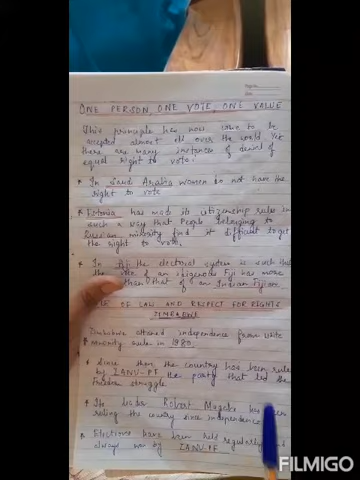 ONE PERSON, ONE VOTE, ONE VALUE
This principle has now come to be
accepted almost all over the world. Yet
there are many instances of denial of
equal right to vote.
* In Saudi Arabia women do not have the
right to vote
* Estonia has made its citizenship rules in
such a way that People belonging to
Russian minority find it difficult to get
the right to vote.
* In Fiji the electoral system is such that
the vote of an indigenous Fiji has more
than that of an Indian Fijian.
OF LAW AND RESPECT FOR RIGHTS
ZIMBABWE
Zimbabwe attained independence from white
minority rule in 1980
* Since then the country has been ruled
by ZANU-PF the party that led the
freedom struggle.
* Its leader Robert Mugabe has been
ruling the country since independence
* Elections have been held regularly and
always won by ZANU-PF
FILMIGO